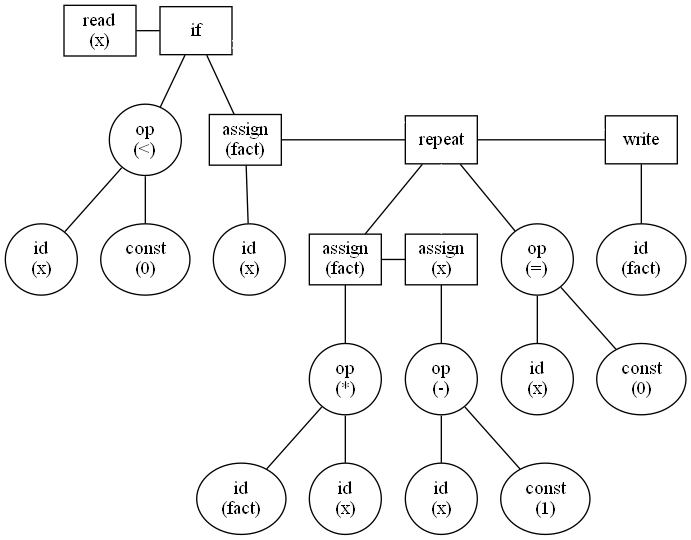 read
(x)
if
op
(<)
assign
(fact)
repeat
write
id
(x)
const
(0)
id
(x)
assign
(fact)
assign
(x)
op
(=)
id
(fact)
op
(*)
op
(-)
id
(x)
const
(0)
id
(fact)
id
(x)
id
(x)
const
(1)